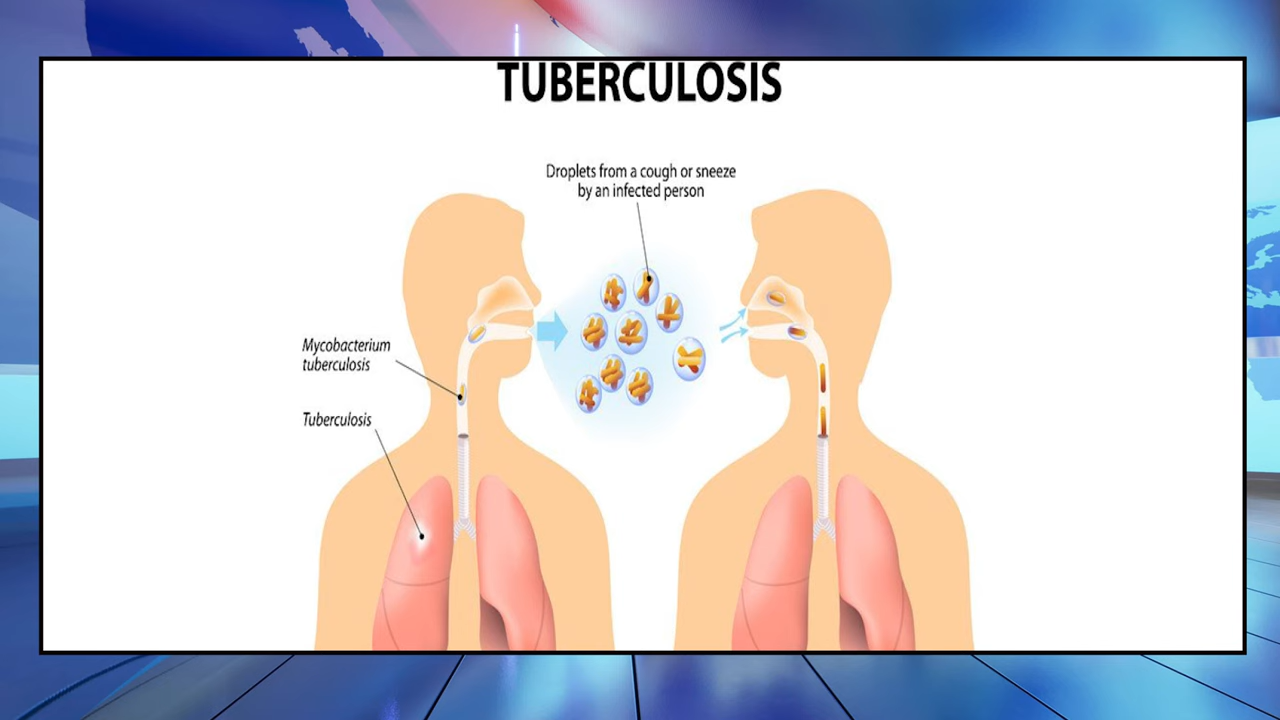 TUBERCULOSIS
Droplets from a cough or sneeze
by an infected person
Mycobacterium
tuberculosis
Tuberculosis